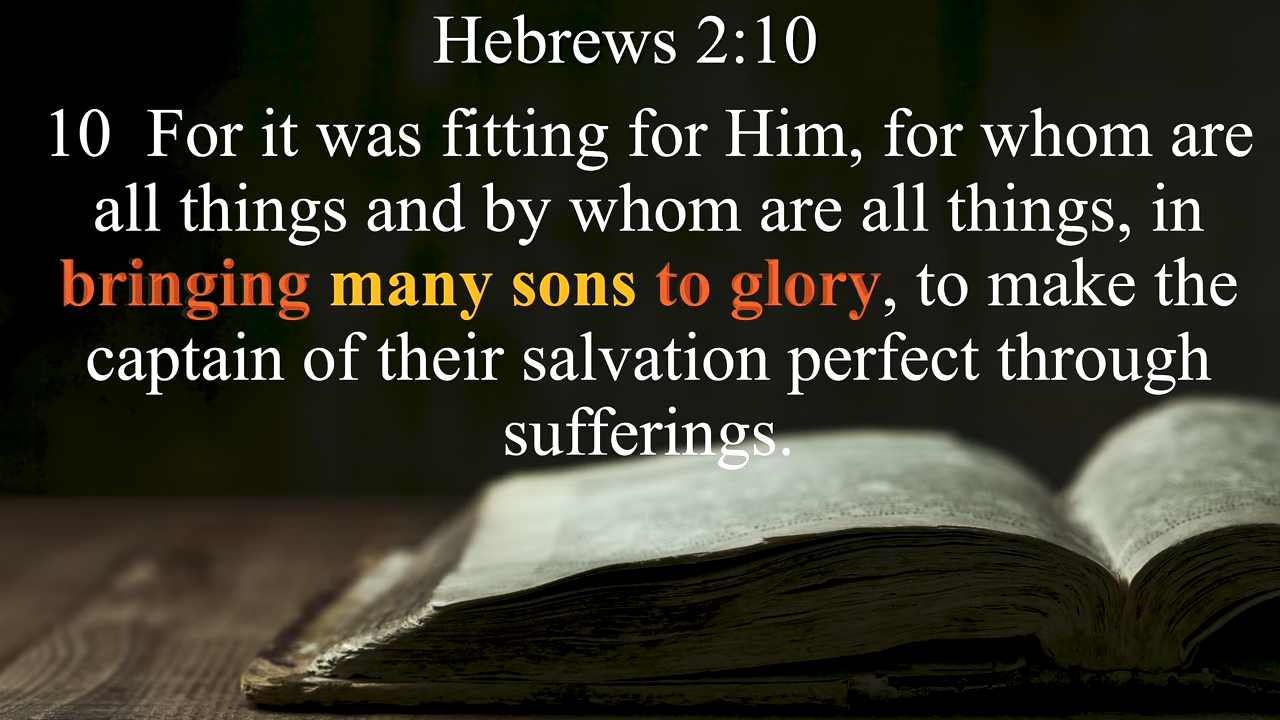 Hebrews 2:10
10  For it was fitting for Him, for whom are
all things and by whom are all things, in
bringing many sons to glory, to make the
captain of their salvation perfect through
sufferings.